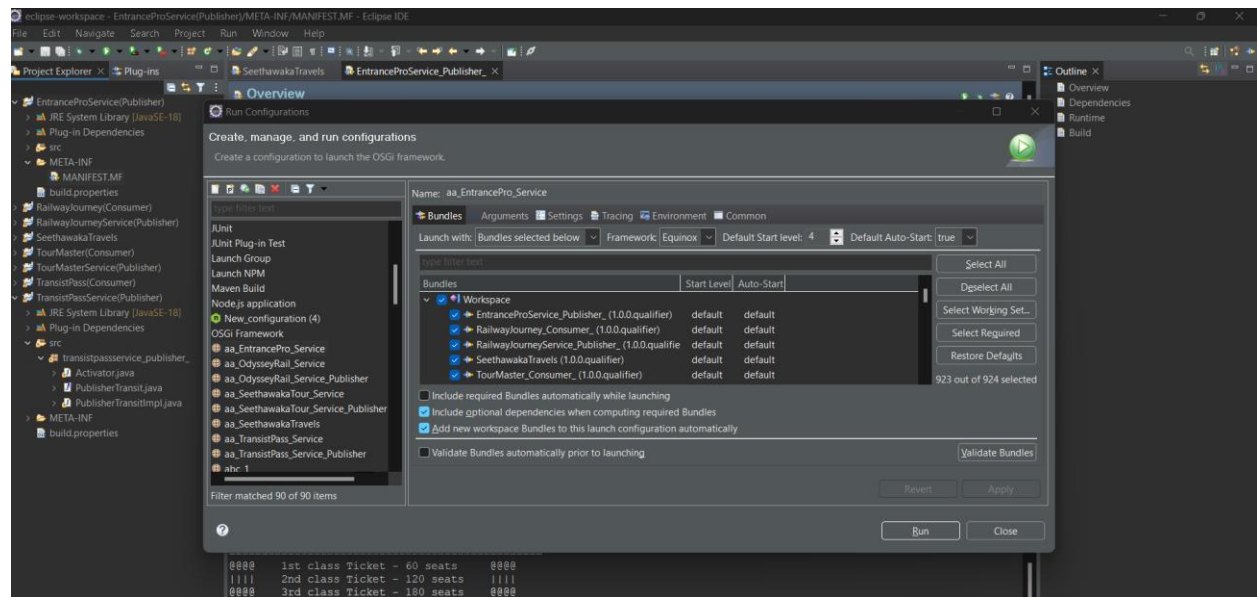 eclipse-workspace - EntranceProService(Publisher)/META-INF/MANIFEST.MF - Eclipse IDE
File Edit Navigate Search Project Run Window Help
Project Explorer × Plug-ins
EntranceProService(Publisher)
JRE System Library [JavaSE-18]
Plug-in Dependencies
src
META-INF
MANIFEST.MF
build.properties
RailwayJourney(Consumer)
RailwayJourneyService(Publisher)
SeethawakaTravels
TourMaster(Consumer)
TourMasterService(Publisher)
TransistPass(Consumer)
TransistPassService(Publisher)
JRE System Library [JavaSE-18]
Plug-in Dependencies
src
transistpassservice_publisher_
Activator.java
PublisherTransit.java
PublisherTransitImpl.java
META-INF
build.properties
SeethawakaTravels EntranceProService_Publisher_ ×
Overview
Run Configurations
Create, manage, and run configurations
Create a configuration to launch the OSGi framework.
type filter text
JUnit
JUnit Plug-in Test
Launch Group
Launch NPM
Maven Build
Node.js application
New_configuration (4)
OSGi Framework
aa_EntrancePro_Service
aa_OdysseyRail_Service
aa_OdysseyRail_Service_Publisher
aa_SeethawakaTour_Service
aa_SeethawakaTour_Service_Publisher
aa_SeethawakaTravels
aa_TransistPass_Service
aa_TransistPass_Service_Publisher
abc_1
Filter matched 90 of 90 items
Name: aa_EntrancePro_Service
Bundles Arguments Settings Tracing Environment Common
Launch with: Bundles selected below Framework: Equinox Default Start level: 4 Default Auto-Start: true
type filter text
Bundles Start Level Auto-Start
Workspace
EntranceProService_Publisher_ (1.0.0.qualifier) default default
RailwayJourney_Consumer_ (1.0.0.qualifier) default default
RailwayJourneyService_Publisher_ (1.0.0.qualifie default default
SeethawakaTravels (1.0.0.qualifier) default default
TourMaster_Consumer_ (1.0.0.qualifier) default default
Select All
Deselect All
Select Working Set...
Select Required
Restore Defaults
923 out of 924 selected
Include required Bundles automatically while launching
Include optional dependencies when computing required Bundles
Add new workspace Bundles to this launch configuration automatically
Validate Bundles automatically prior to launching
Validate Bundles
Revert Apply
Run Close
@@@@ 1st class Ticket - 60 seats @@@@
|||| 2nd class Ticket - 120 seats ||||
@@@@ 3rd class Ticket - 180 seats @@@@
Outline ×
Overview
Dependencies
Runtime
Build